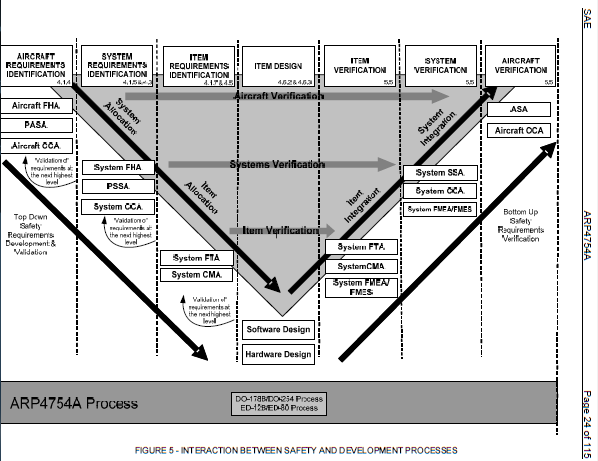 SAE
ARP4754A
Page 24 of 115
AIRCRAFT
REQUIREMENTS
IDENTIFICATION
4.1.4
SYSTEM
REQUIREMENTS
IDENTIFICATION
4.1.5 & 4.3
ITEM
REQUIREMENTS
IDENTIFICATION
4.1.7 & 4.5
ITEM DESIGN
4.6.2 & 4.6.3
ITEM
VERIFICATION
5.5
SYSTEM
VERIFICATION
5.5
AIRCRAFT
VERIFICATION
5.5
Aircraft FHA
PASA
Aircraft CCA
"Validation of"
requirements at
the next highest
level
System
Allocation
Aircraft Verification
System
Integration
ASA
Aircraft CCA
System FHA
PSSA
System CCA
"Validation of"
requirements at
the next highest
level
Systems Verification
Item
Allocation
Item
Integration
System SSA
System CCA
System FMEA/FMES
Top Down
Safety
Requirements
Development &
Validation
Item Verification
Bottom Up
Safety
Requirements
Verification
System FTA
System CMA
Validation of
requirements at
the next highest
level
System FTA
System CMA
System FMEA/
FMES
Software Design
Hardware Design
ARP4754A Process
DO-178B/DO-254 Process
ED-12B/ED-80 Process
FIGURE 5 - INTERACTION BETWEEN SAFETY AND DEVELOPMENT PROCESSES